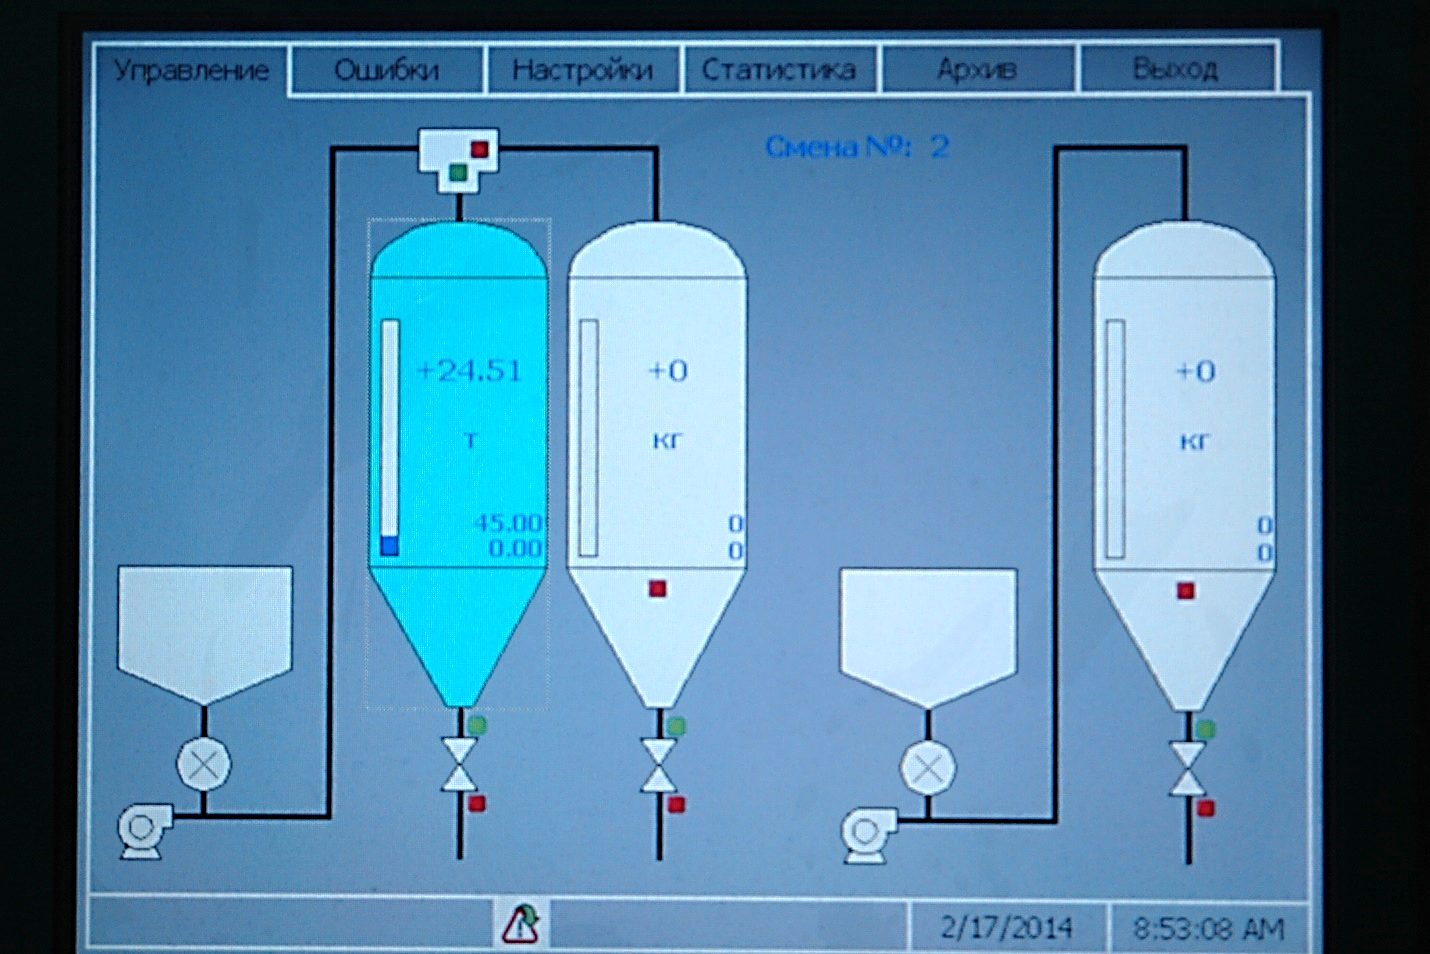 Управление Ошибки Настройки Статистика Архив Выход
Смена №: 2
+24.51 +0 +0
т кг кг
45.00 0 0
0.00 0 0
2/17/2014 8:53:08 AM